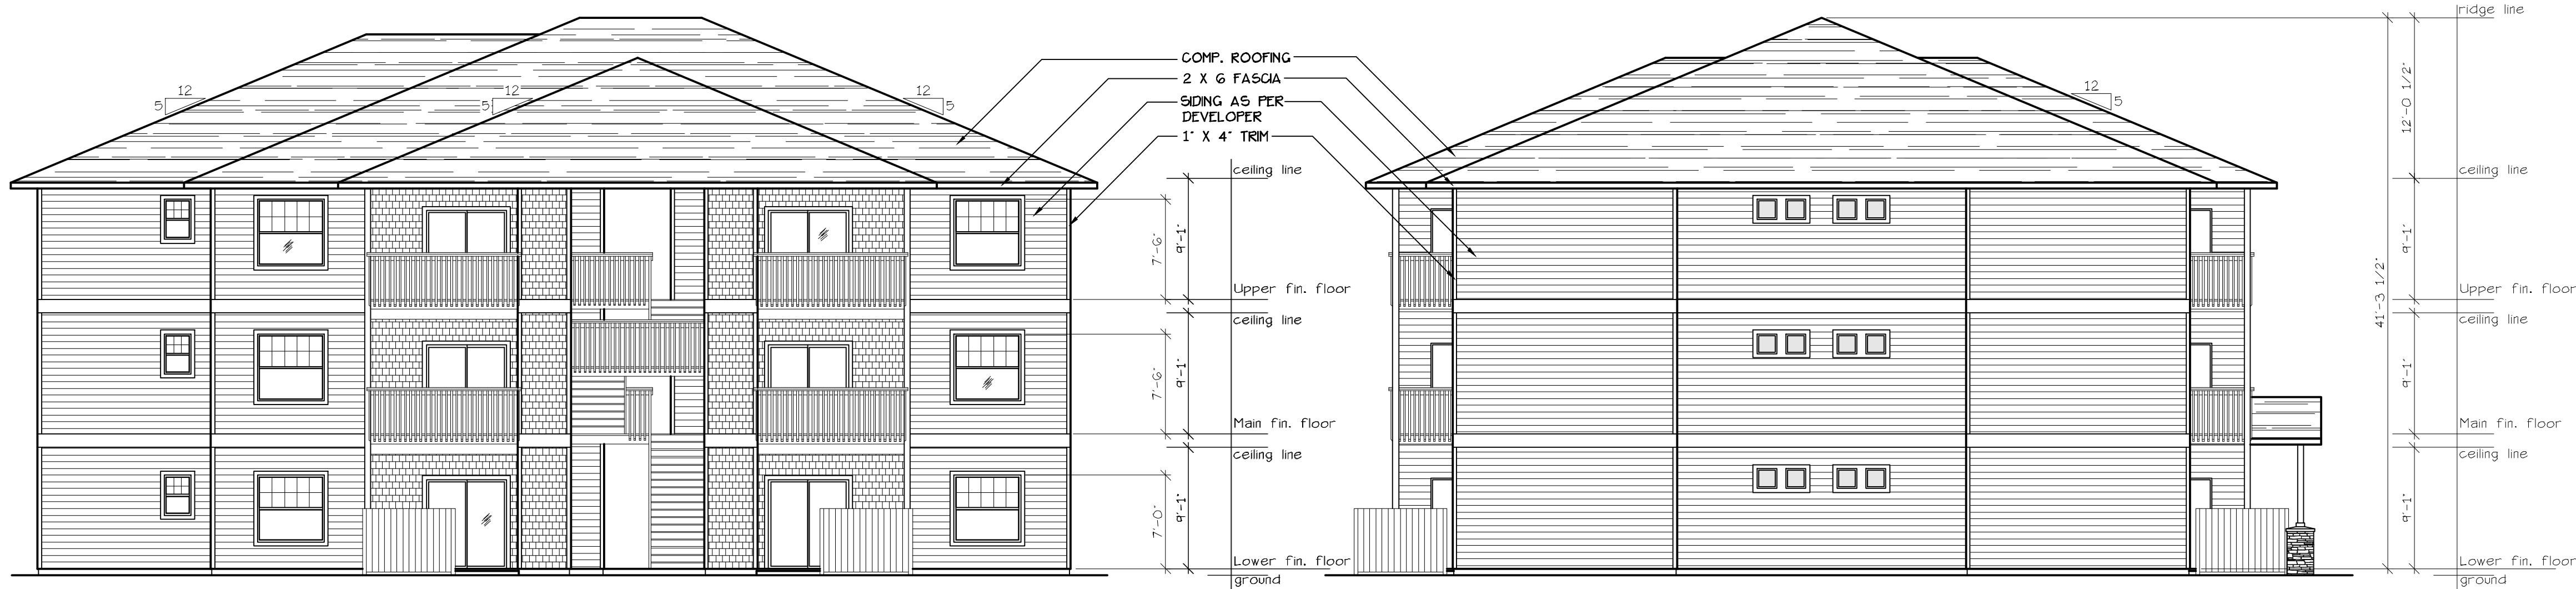 12
5
12
5
12
5
COMP. ROOFING
2 X 6 FASCIA
SIDING AS PER
DEVELOPER
1" X 4" TRIM
ceiling line
Upper fin. floor
ceiling line
Main fin. floor
ceiling line
Lower fin. floor
ground
7'-6"
9'-1"
7'-6"
9'-1"
7'-0"
9'-1"
12
5
ridge line
ceiling line
Upper fin. floor
ceiling line
Main fin. floor
ceiling line
Lower fin. floor
ground
12'-0 1/2"
9'-1"
41'-3 1/2"
9'-1"
9'-1"